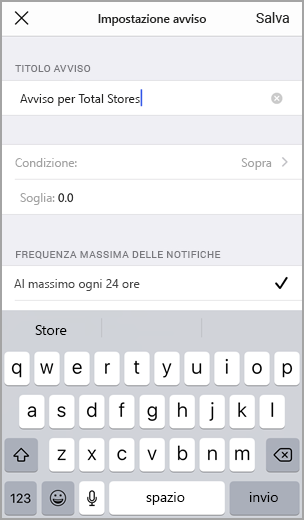 Impostazione avviso Salva
TITOLO AVVISO
Avviso per Total Stores
Condizione: Sopra
Soglia: 0.0
FREQUENZA MASSIMA DELLE NOTIFICHE
Al massimo ogni 24 ore
Store
q w e r t y u i o p
a s d f g h j k l
z x c v b n m
123 spazio invio